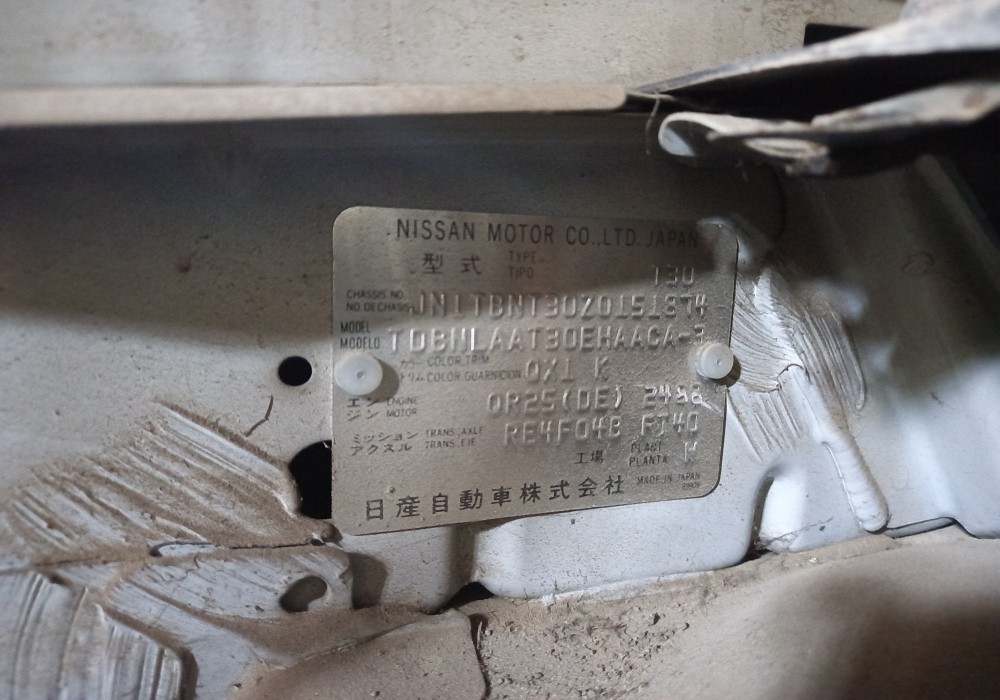 NISSAN MOTOR CO.,LTD. JAPAN
型式 TYPE TIPO T30
CHASSIS NO. NO. DE CHASIS JN1TBNT30Z0151374
MODEL MODELO TDBNLAAT30EHAACA-3
カラー COLOR, TRIM
トリム COLOR, GUARNICION QX1 K
エンジン ENGINE MOTOR QR25(DE) 2488
ミッション アクスル TRANS. AXLE TRANS. EJE RE4F04B FJ40
工場 PLANT PLANTA W
日産自動車株式会社 MADE IN JAPAN